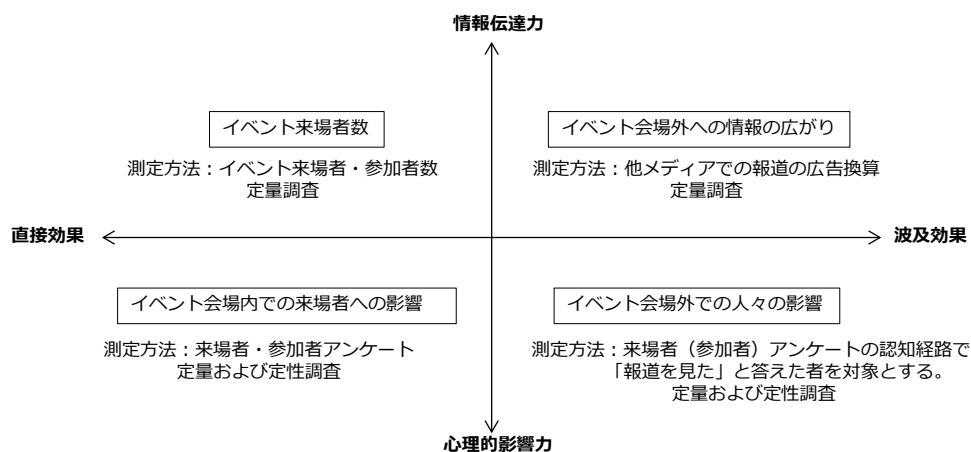 情報伝達力
イベント来場者数
測定方法：イベント来場者・参加者数
定量調査
イベント会場外への情報の広がり
測定方法：他メディアでの報道の広告換算
定量調査
直接効果
波及効果
イベント会場内での来場者への影響
測定方法：来場者・参加者アンケート
定量および定性調査
イベント会場外での人々の影響
測定方法：来場者（参加者）アンケートの認知経路で
「報道を見た」と答えた者を対象とする。
定量および定性調査
心理的影響力